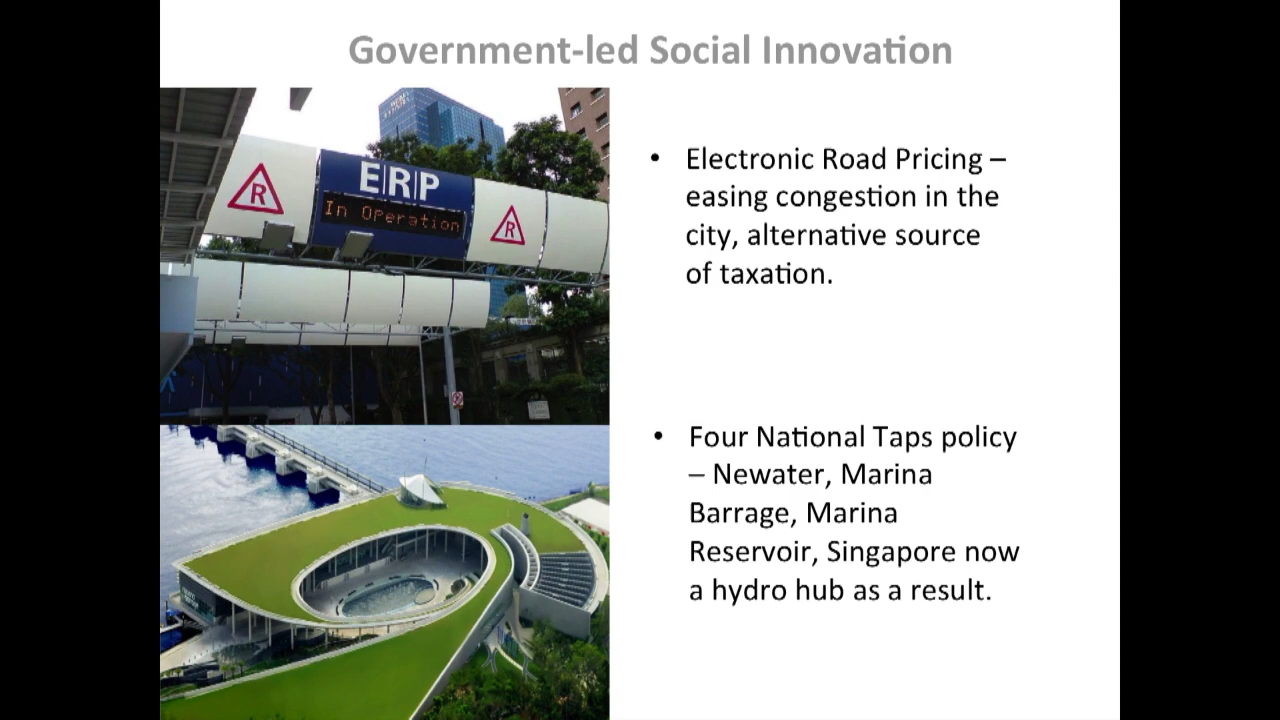 Government-led Social Innovation
ERP
In Operation
R
R
• Electronic Road Pricing –
easing congestion in the
city, alternative source
of taxation.
• Four National Taps policy
– Newater, Marina
Barrage, Marina
Reservoir, Singapore now
a hydro hub as a result.